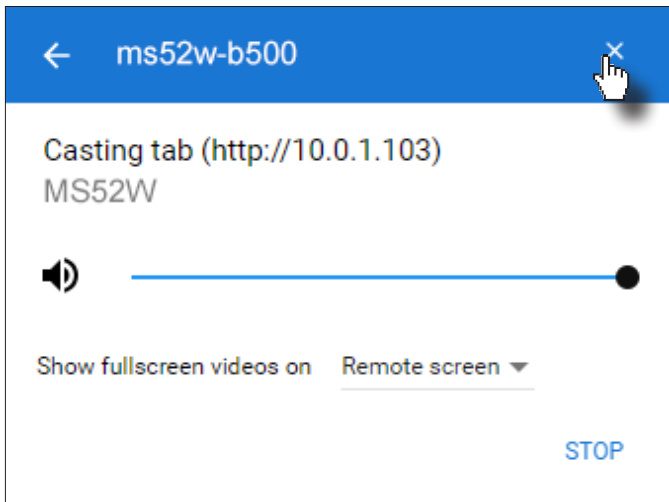 ms52w-b500
Casting tab (http://10.0.1.103)
MS52W
Show fullscreen videos on Remote screen
STOP